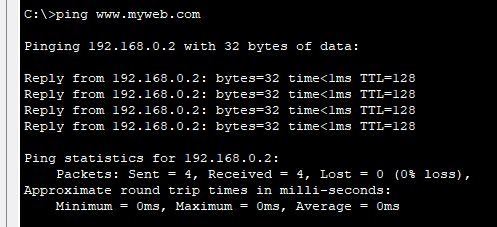 C:\>ping www.myweb.com
Pinging 192.168.0.2 with 32 bytes of data:
Reply from 192.168.0.2: bytes=32 time<1ms TTL=128
Reply from 192.168.0.2: bytes=32 time<1ms TTL=128
Reply from 192.168.0.2: bytes=32 time<1ms TTL=128
Reply from 192.168.0.2: bytes=32 time<1ms TTL=128
Ping statistics for 192.168.0.2:
Packets: Sent = 4, Received = 4, Lost = 0 (0% loss),
Approximate round trip times in milli-seconds:
Minimum = 0ms, Maximum = 0ms, Average = 0ms